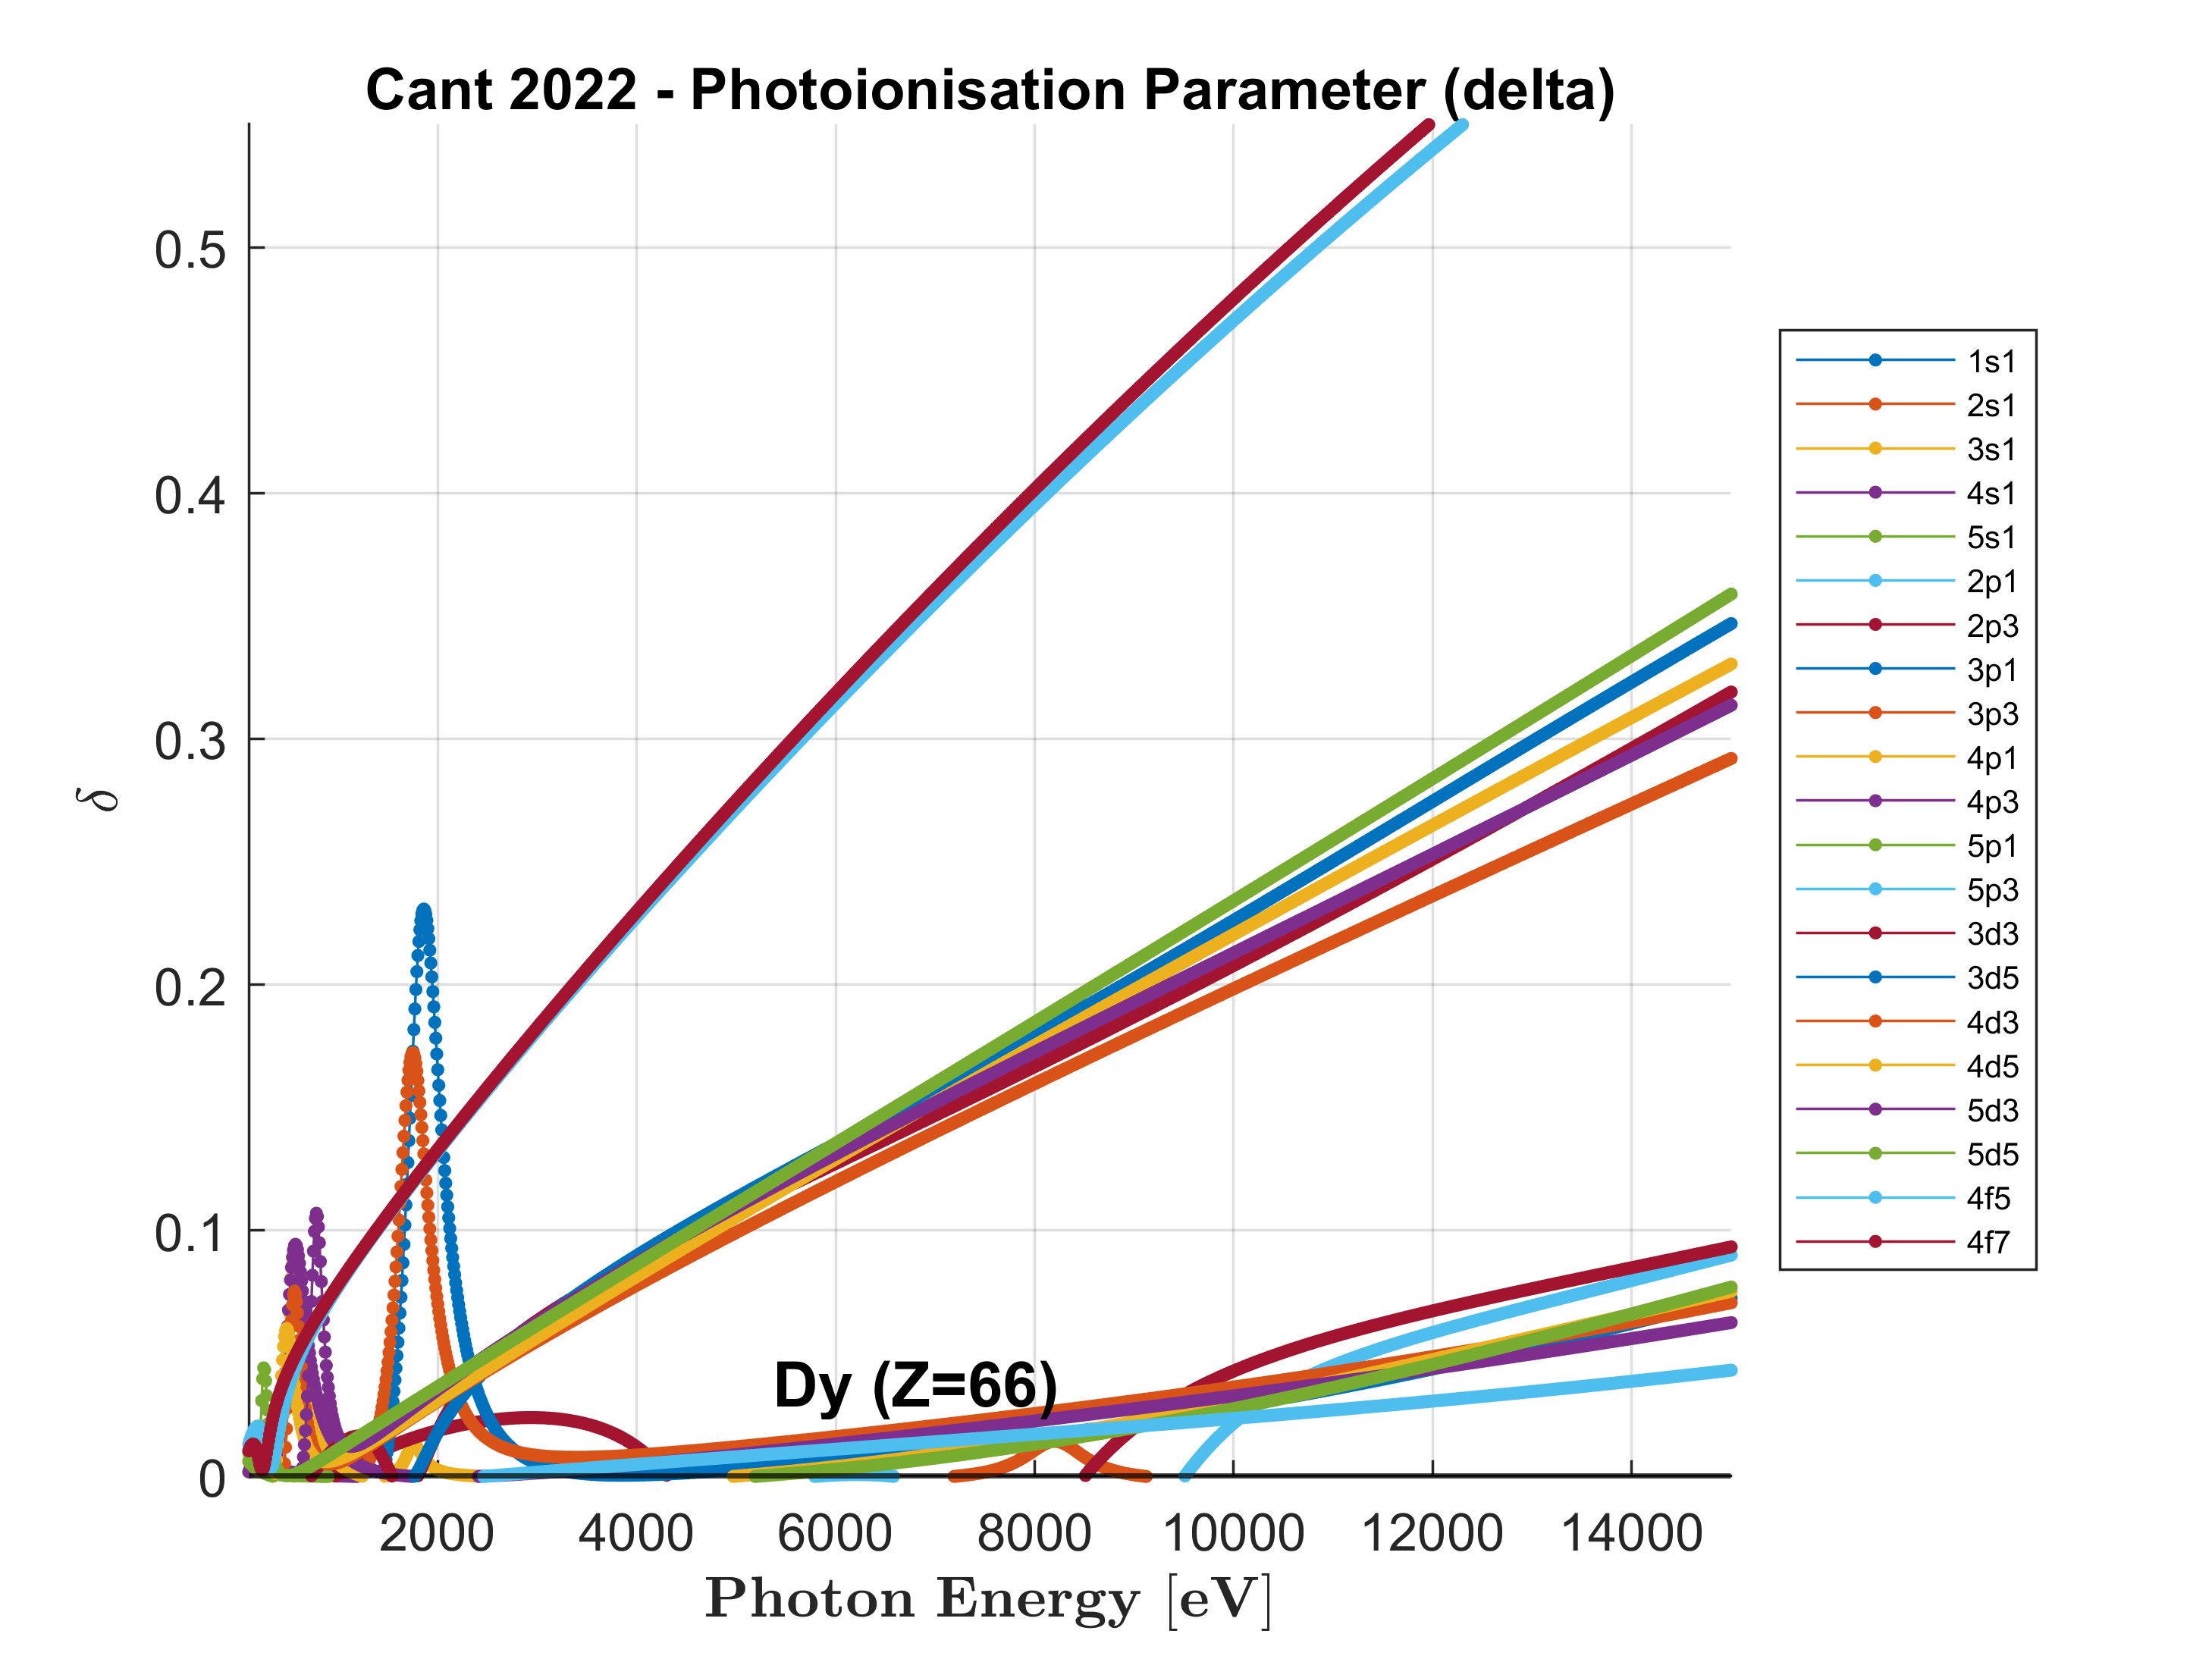 Cant 2022 - Photoionisation Parameter (delta)
0.5
0.4
0.3
0.2
0.1
0
δ
2000 4000 6000 8000 10000 12000 14000
Photon Energy [eV]
Dy (Z=66)
1s1
2s1
3s1
4s1
5s1
2p1
2p3
3p1
3p3
4p1
4p3
5p1
5p3
3d3
3d5
4d3
4d5
5d3
5d5
4f5
4f7